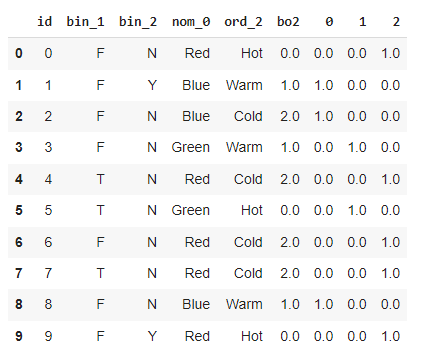 id bin_1 bin_2 nom_0 ord_2 bo2 0 1 2
0 0 F N Red Hot 0.0 0.0 0.0 1.0
1 1 F Y Blue Warm 1.0 1.0 0.0 0.0
2 2 F N Blue Cold 2.0 1.0 0.0 0.0
3 3 F N Green Warm 1.0 0.0 1.0 0.0
4 4 T N Red Cold 2.0 0.0 0.0 1.0
5 5 T N Green Hot 0.0 0.0 1.0 0.0
6 6 F N Red Cold 2.0 0.0 0.0 1.0
7 7 T N Red Cold 2.0 0.0 0.0 1.0
8 8 F N Blue Warm 1.0 1.0 0.0 0.0
9 9 F Y Red Hot 0.0 0.0 0.0 1.0